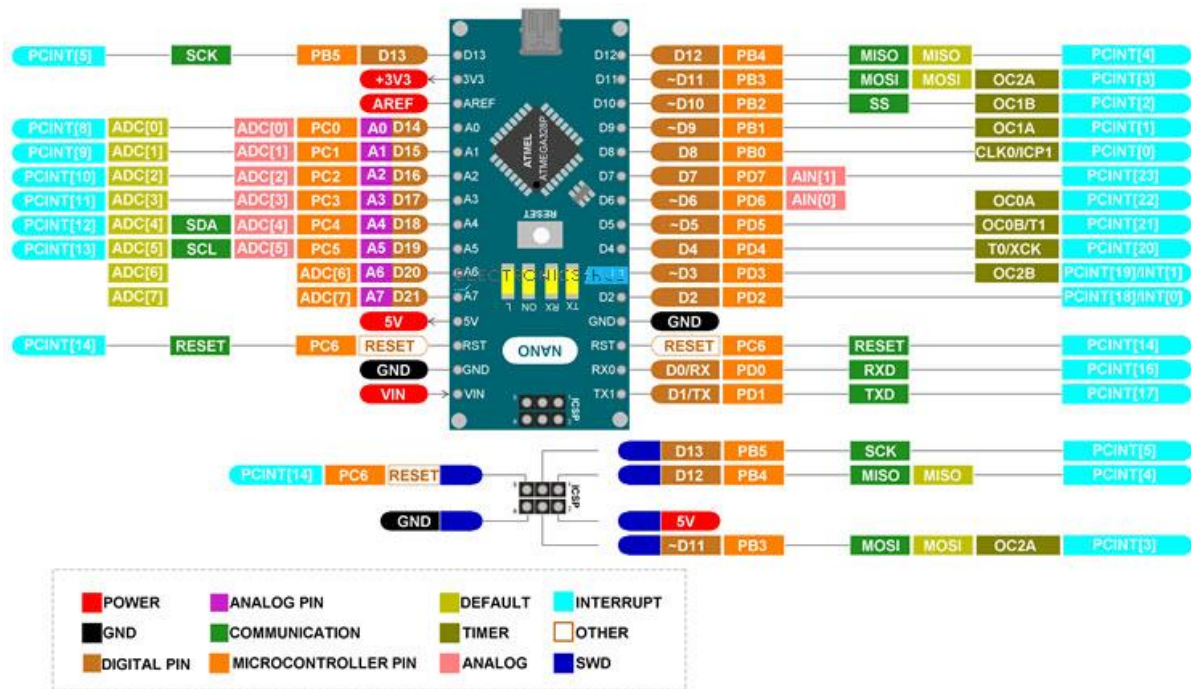 PCINT[5] SCK PB5 D13 D13 D12 D12 PB4 MISO MISO PCINT[4]
+3V3 3V3 D11 ~D11 PB3 MOSI MOSI OC2A PCINT[3]
AREF AREF D10 ~D10 PB2 SS OC1B PCINT[2]
PCINT[8] ADC[0] ADC[0] PC0 A0 D14 A0 D9 ~D9 PB1 OC1A PCINT[1]
PCINT[9] ADC[1] ADC[1] PC1 A1 D15 A1 D8 D8 PB0 CLK0/ICP1 PCINT[0]
ATMEL
ATMEGA328P
PCINT[10] ADC[2] ADC[2] PC2 A2 D16 A2 D7 D7 PD7 AIN[1] PCINT[23]
PCINT[11] ADC[3] ADC[3] PC3 A3 D17 A3 D6 ~D6 PD6 AIN[0] OC0A PCINT[22]
RESET
PCINT[12] ADC[4] SDA ADC[4] PC4 A4 D18 A4 D5 ~D5 PD5 OC0B/T1 PCINT[21]
PCINT[13] ADC[5] SCL ADC[5] PC5 A5 D19 A5 D4 D4 PD4 T0/XCK PCINT[20]
ADC[6] ADC[6] A6 D20 A6 ~D3 PD3 OC2B PCINT[19]/INT[1]
ADC[7] ADC[7] A7 D21 A7 D2 D2 PD2 PCINT[18]/INT[0]
L ON RX TX
5V 5V GND GND
PCINT[14] RESET PC6 RESET RST NANO RST RESET PC6 RESET PCINT[14]
GND GND RX0 D0/RX PD0 RXD PCINT[16]
VIN VIN ICSP TX1 D1/TX PD1 TXD PCINT[17]
D13 PB5 SCK PCINT[5]
PCINT[14] PC6 RESET D12 PB4 MISO MISO PCINT[4]
ICSP
GND 5V
~D11 PB3 MOSI MOSI OC2A PCINT[3]
POWER ANALOG PIN DEFAULT INTERRUPT
GND COMMUNICATION TIMER OTHER
DIGITAL PIN MICROCONTROLLER PIN ANALOG SWD